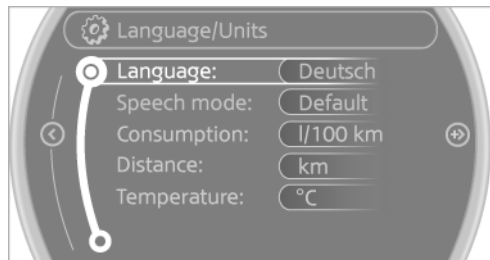 Language/Units
Language: Deutsch
Speech mode: Default
Consumption: l/100 km
Distance: km
Temperature: °C